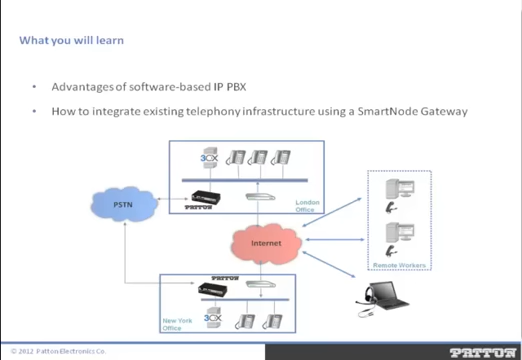 What you will learn
• Advantages of software-based IP PBX
• How to integrate existing telephony infrastructure using a SmartNode Gateway
3CX
PATTON
London
Office
PSTN
Internet
Remote Workers
PATTON
3CX
New York
Office
© 2012 Patton Electronics Co.
PATTON